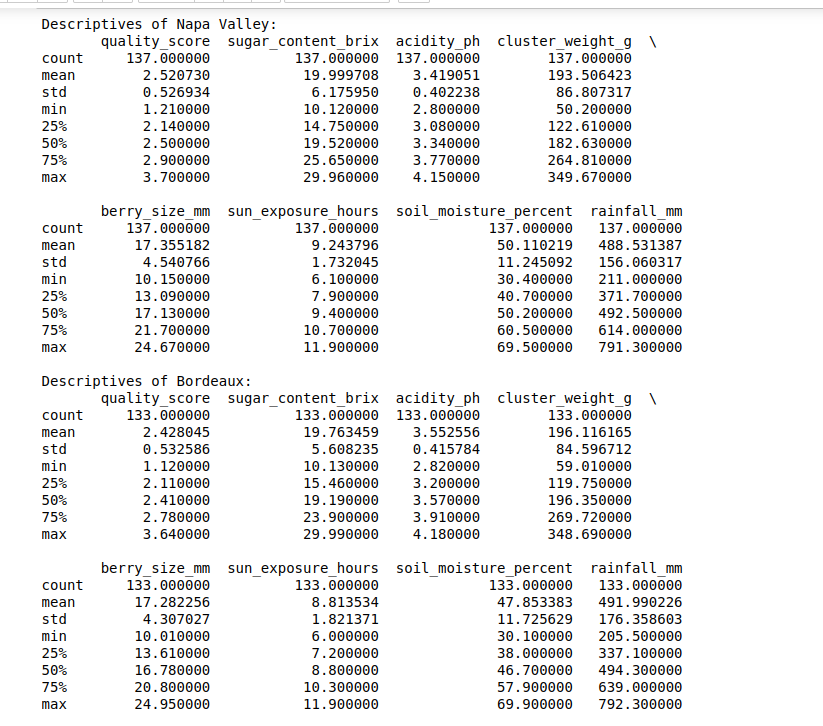 Descriptives of Napa Valley:
       quality_score  sugar_content_brix  acidity_ph  cluster_weight_g  \
count     137.000000          137.000000  137.000000        137.000000
mean        2.520730           19.999708    3.419051        193.506423
std         0.526934            6.175950    0.402238         86.807317
min         1.210000           10.120000    2.800000         50.200000
25%         2.140000           14.750000    3.080000        122.610000
50%         2.500000           19.520000    3.340000        182.630000
75%         2.900000           25.650000    3.770000        264.810000
max         3.700000           29.960000    4.150000        349.670000

       berry_size_mm  sun_exposure_hours  soil_moisture_percent  rainfall_mm
count     137.000000          137.000000             137.000000   137.000000
mean       17.355182            9.243796              50.110219   488.531387
std         4.540766            1.732045              11.245092   156.060317
min        10.150000            6.100000              30.400000   211.000000
25%        13.090000            7.900000              40.700000   371.700000
50%        17.130000            9.400000              50.200000   492.500000
75%        21.700000           10.700000              60.500000   614.000000
max        24.670000           11.900000              69.500000   791.300000

Descriptives of Bordeaux:
       quality_score  sugar_content_brix  acidity_ph  cluster_weight_g  \
count     133.000000          133.000000  133.000000        133.000000
mean        2.428045           19.763459    3.552556        196.116165
std         0.532586            5.608235    0.415784         84.596712
min         1.120000           10.130000    2.820000         59.010000
25%         2.110000           15.460000    3.200000        119.750000
50%         2.410000           19.190000    3.570000        196.350000
75%         2.780000           23.900000    3.910000        269.720000
max         3.640000           29.990000    4.180000        348.690000

       berry_size_mm  sun_exposure_hours  soil_moisture_percent  rainfall_mm
count     133.000000          133.000000             133.000000   133.000000
mean       17.282256            8.813534              47.853383   491.990226
std         4.307027            1.821371              11.725629   176.358603
min        10.010000            6.000000              30.100000   205.500000
25%        13.610000            7.200000              38.000000   337.100000
50%        16.780000            8.800000              46.700000   494.300000
75%        20.800000           10.300000              57.900000   639.000000
max        24.950000           11.900000              69.900000   792.300000